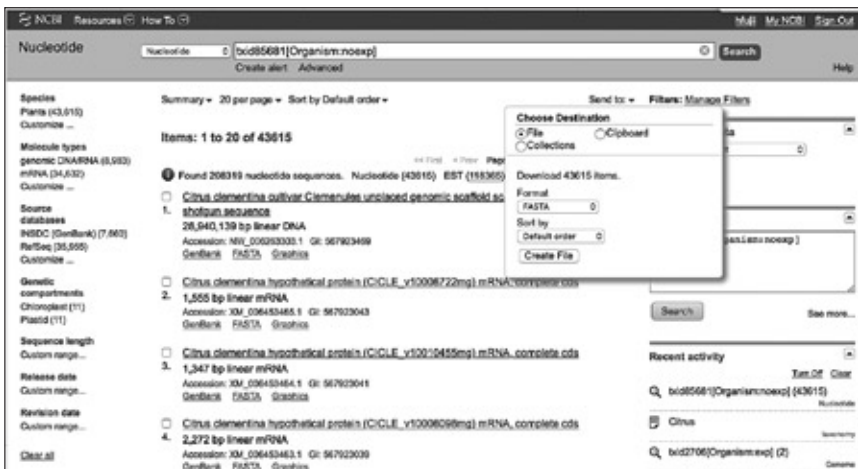 NCBI Resources How To
My NCBI Sign Out
Nucleotide
Nucleotide
txid85681[Organism:noexp]
Search
Create alert Advanced
Help
Species
Plants (43,615)
Customize ...
Molecule types
genomic DNA/RNA (8,983)
mRNA (34,632)
Customize ...
Source
databases
INSDC (GenBank) (7,660)
RefSeq (35,955)
Customize ...
Genetic
compartments
Chloroplast (11)
Plastid (11)
Sequence length
Custom range...
Release date
Custom range...
Revision date
Custom range...
Clear all
Summary 20 per page Sort by Default order
Send to:
Items: 1 to 20 of 43615
<< First < Prev Page
Found 208319 nucleotide sequences. Nucleotide (43615) EST
Citrus clementina cultivar Clemenules unplaced genomic scaffold
1. shotgun sequence
28,940,139 bp linear DNA
Accession: GI: 567923469
GenBank FASTA Graphics
Citrus clementina hypothetical protein (CICLE_v10006722mg) mRNA, complete cds
2. 1,555 bp linear mRNA
Accession: XM_006453465.1 GI: 567923043
GenBank FASTA Graphics
Citrus clementina hypothetical protein (CICLE_v10010455mg) mRNA, complete cds
3. 1,347 bp linear mRNA
Accession: XM_006453464.1 GI: 567923041
GenBank FASTA Graphics
Citrus clementina hypothetical protein (CICLE_v10006098mg) mRNA, complete cds
4. 2,272 bp linear mRNA
Accession: XM_006453463.1 GI: 567923039
GenBank FASTA Graphics
Choose Destination
File Clipboard
Collections
Download 43615 items.
Format
FASTA
Sort by
Default order
Create File
Filters: Manage Filters
Search
See more...
Recent activity
Turn Off Clear
txid85681[Organism:noexp] (43615)
Nucleotide
Citrus
taxonomy
txid2706[Organism:exp] (2)
Genome